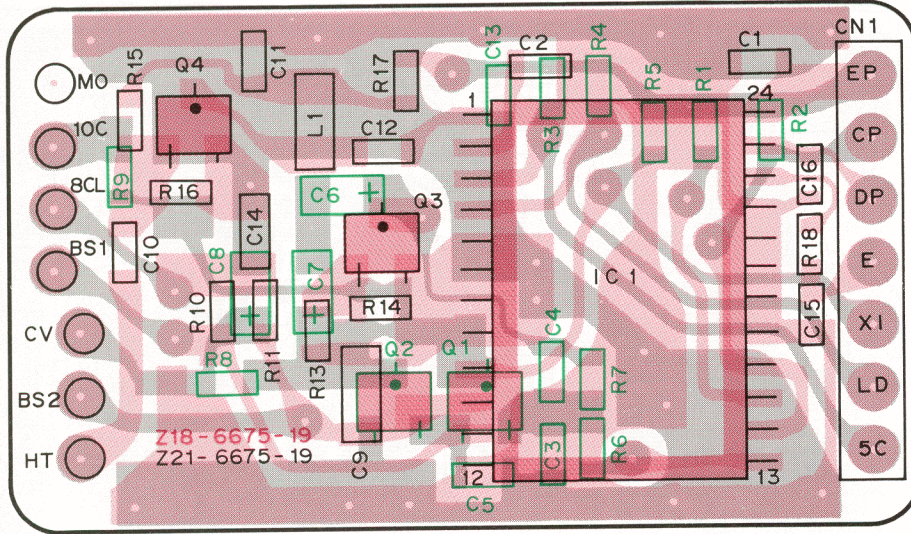 CN1
C13
C2
R4
C1
R15
Q4
C11
R17
MO
EP
R5
R1
1
24
L1
R3
R2
10C
C12
CP
8CL
R9
R16
C6
Q3
C16
DP
BS1
C10
C14
C8
C7
R18
E
IC1
R10
R14
C15
XI
CV
R11
C4
R8
R13
Q2
Q1
R7
LD
BS2
Z18-6675-19
Z21-6675-19
HT
C9
C3
R6
5C
12
13
C5